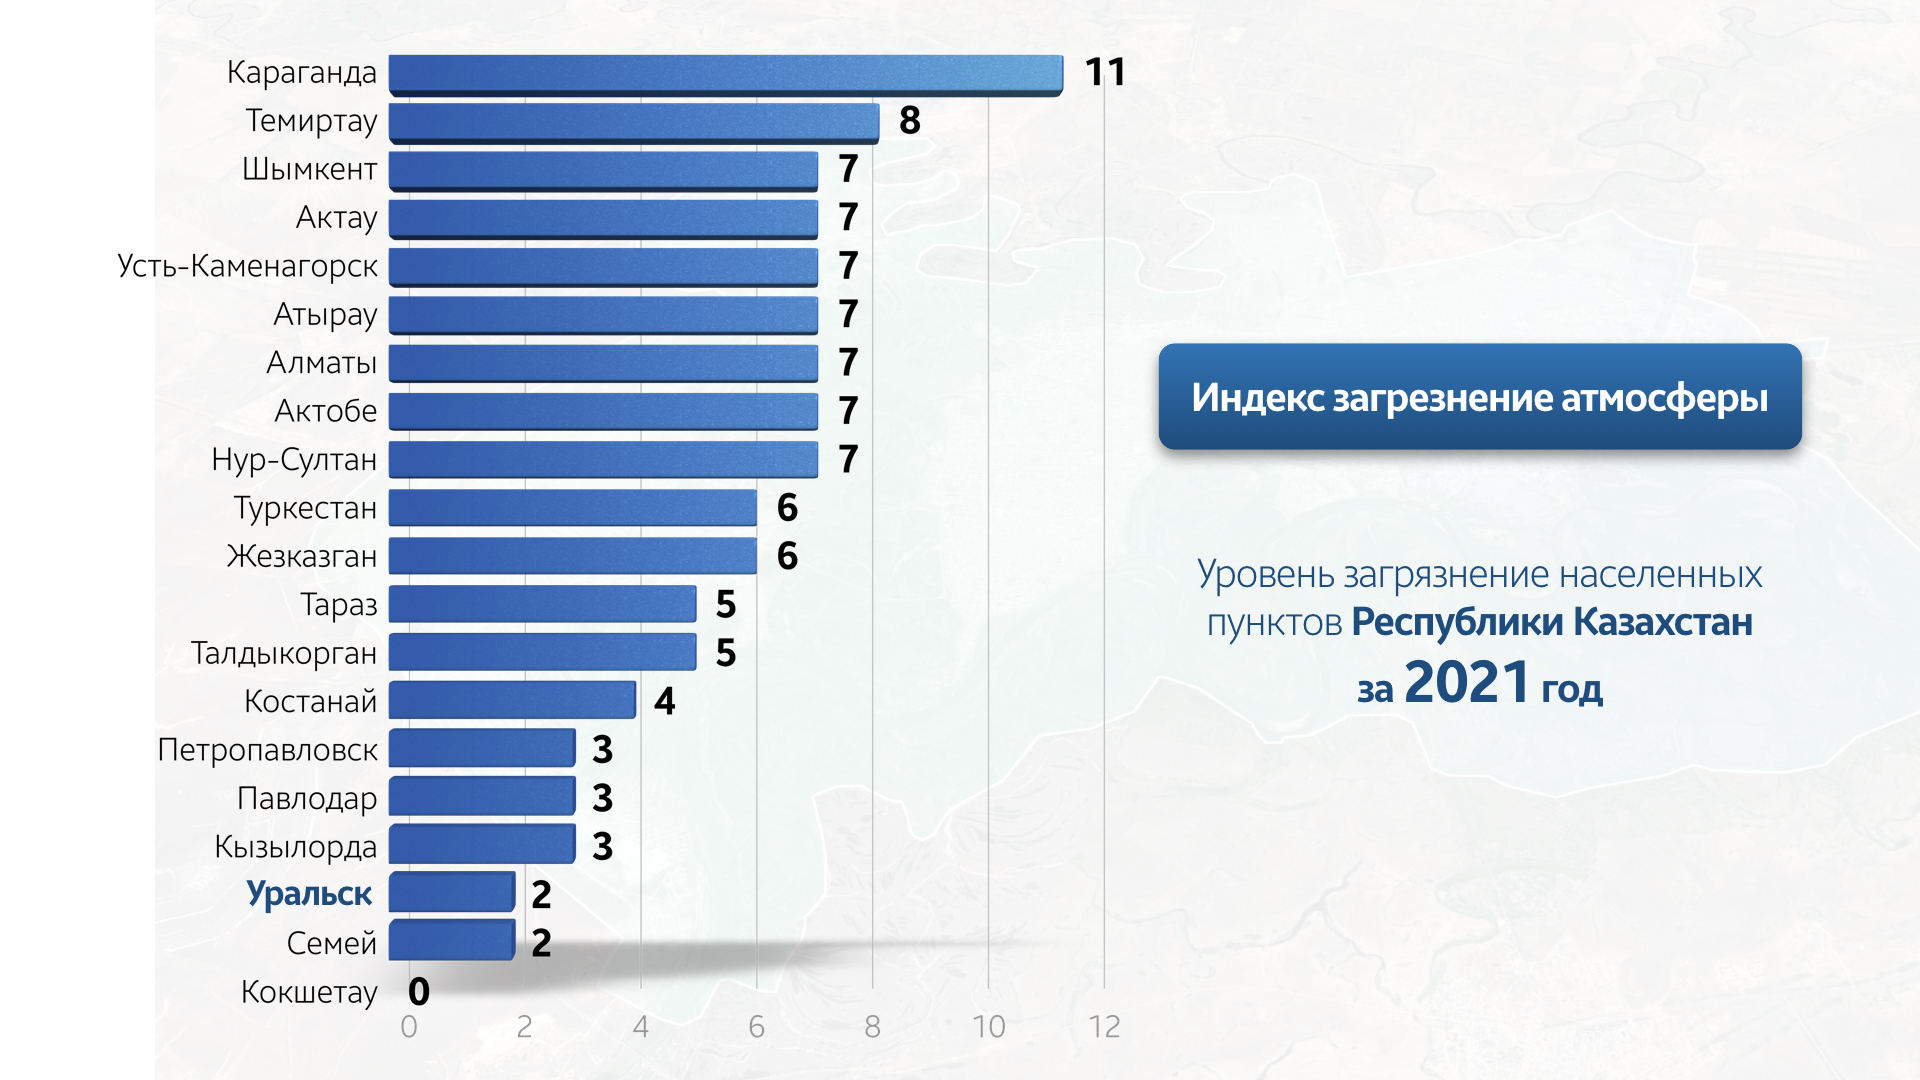 Караганда 11
Темиртау 8
Шымкент 7
Актау 7
Усть-Каменагорск 7
Атырау 7
Алматы 7
Актобе 7
Нур-Султан 7
Туркестан 6
Жезказган 6
Тараз 5
Талдыкорган 5
Костанай 4
Петропавловск 3
Павлодар 3
Кызылорда 3
Уральск 2
Семей 2
Кокшетау 0
0 2 4 6 8 10 12
Индекс загрезнение атмосферы
Уровень загрязнение населенных
пунктов Республики Казахстан
за 2021 год